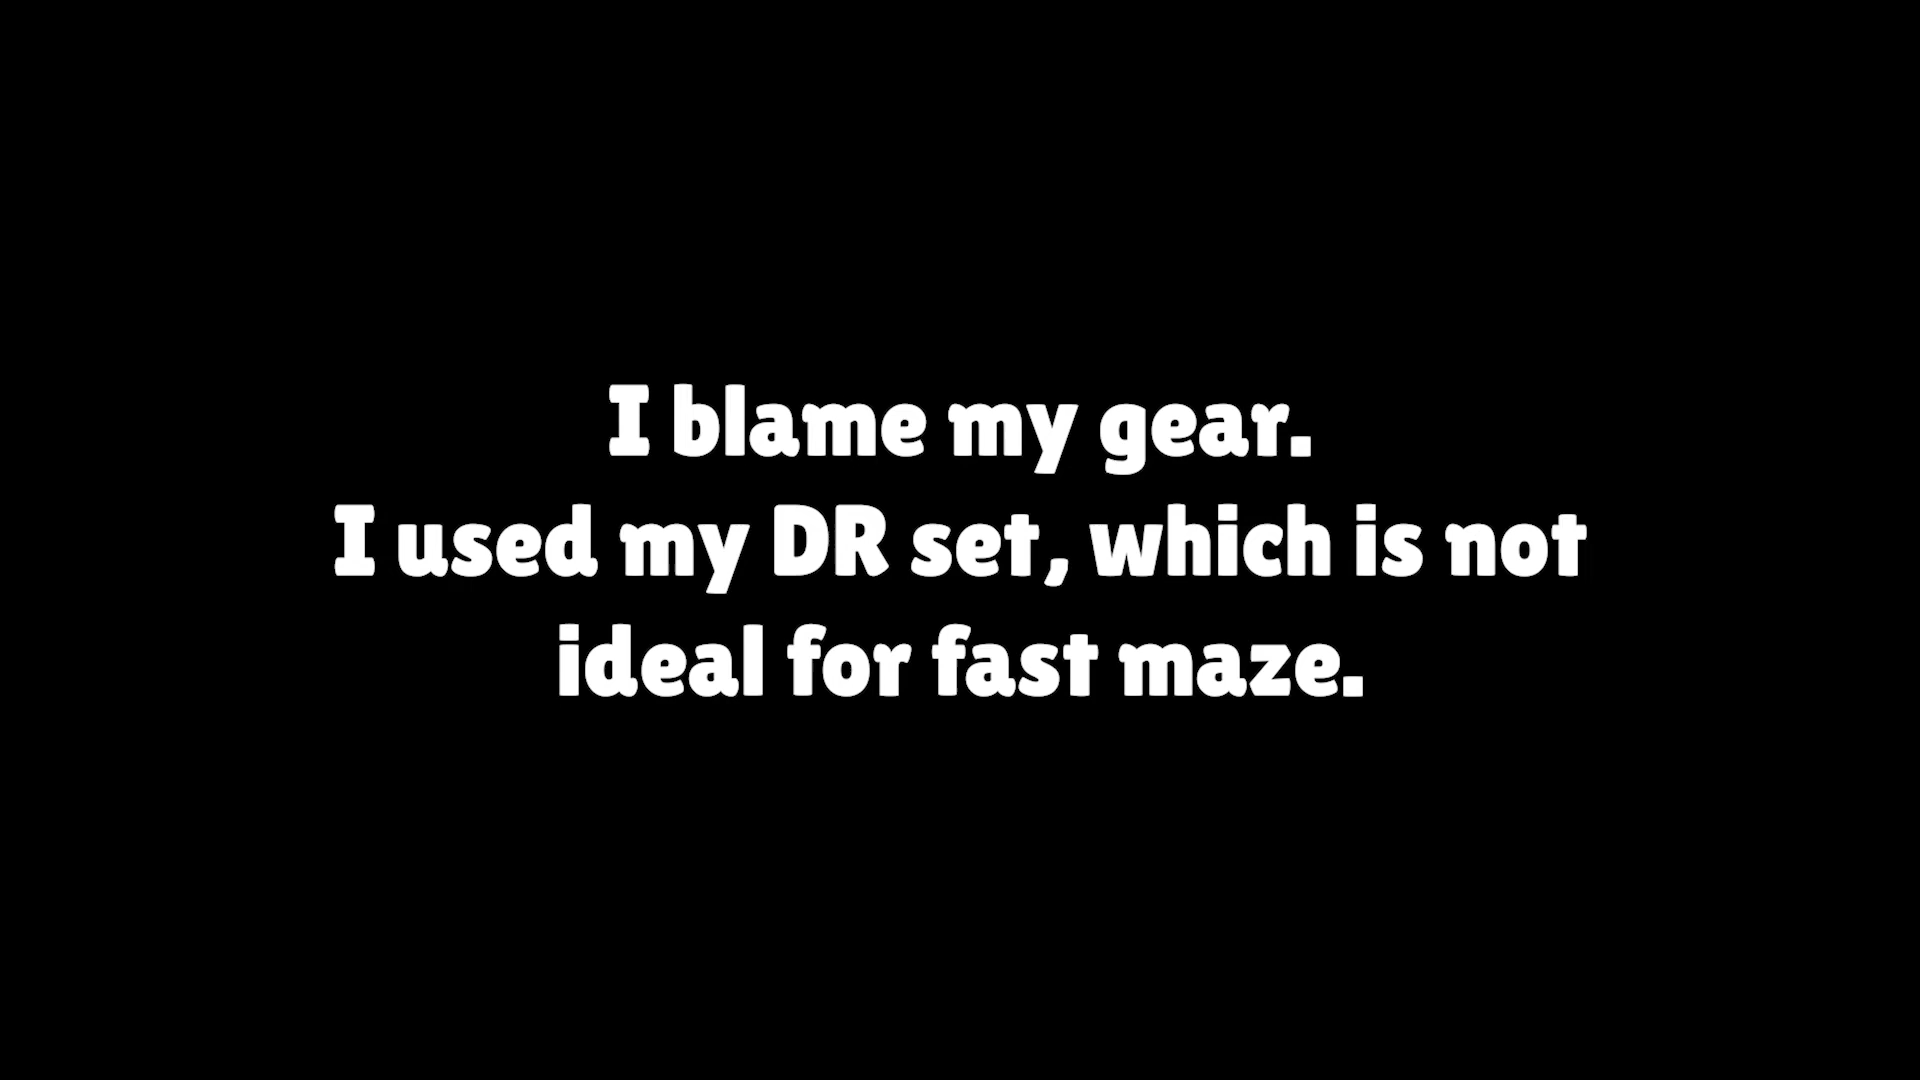 I blame my gear.
I used my DR set, which is not
ideal for fast maze.